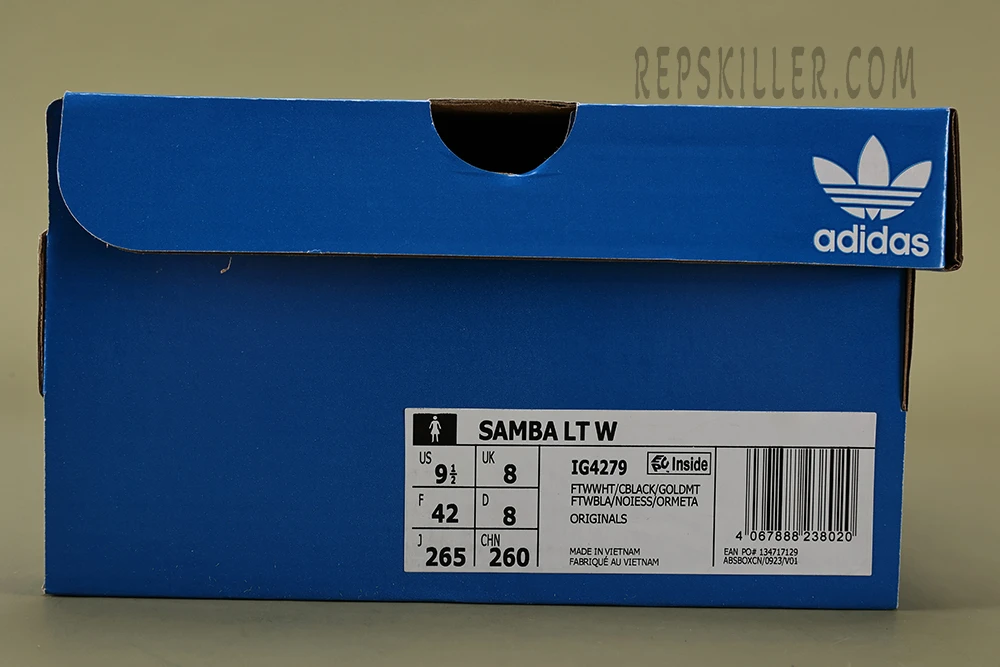 REPSKILLER.COM
adidas
SAMBA LT W
US 9½ UK 8
F 42 D 8
J 265 CHN 260
IG4279 Inside
FTWWHT/CBLACK/GOLDMT
FTWBLA/NOIESS/ORMETA
ORIGINALS
MADE IN VIETNAM
FABRIQUÉ AU VIETNAM
4 067888 238020
EAN PO# 134717129
ABSBOXCN/0923/V01